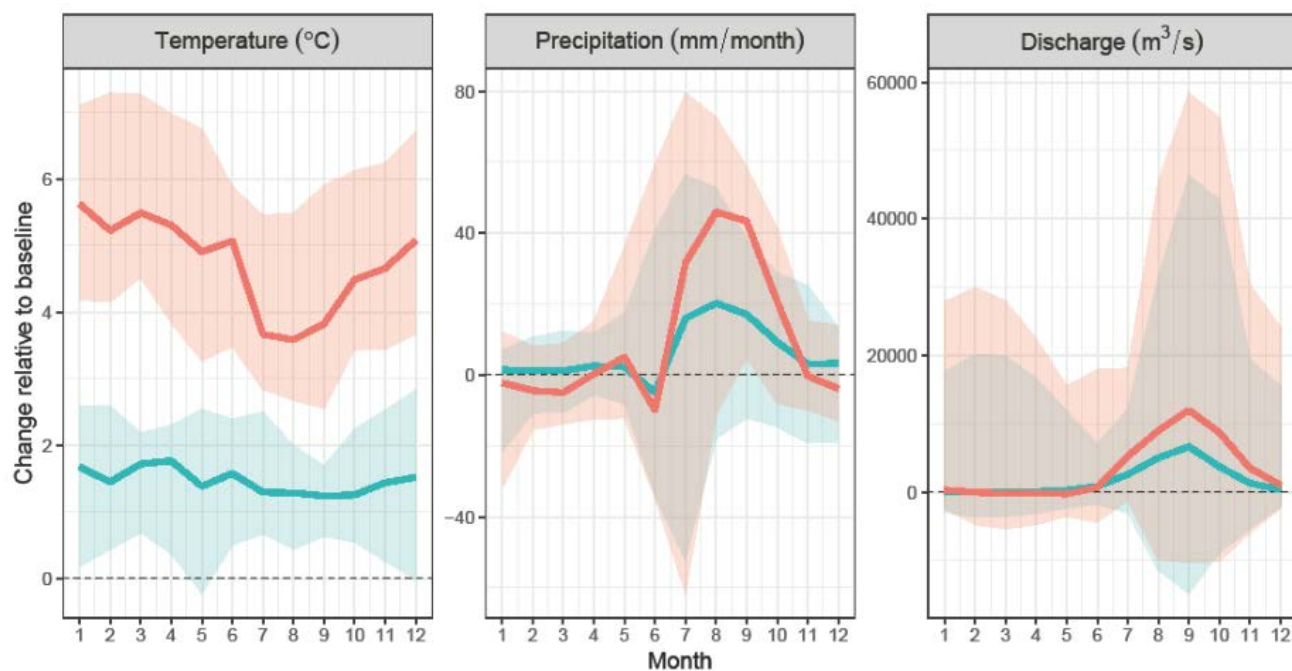 Temperature (°C)
Precipitation (mm/month)
Discharge (m³/s)
Change relative to baseline
6
4
2
0
80
40
0
−40
60000
40000
20000
0
1 2 3 4 5 6 7 8 9 10 11 12
1 2 3 4 5 6 7 8 9 10 11 12
1 2 3 4 5 6 7 8 9 10 11 12
Month